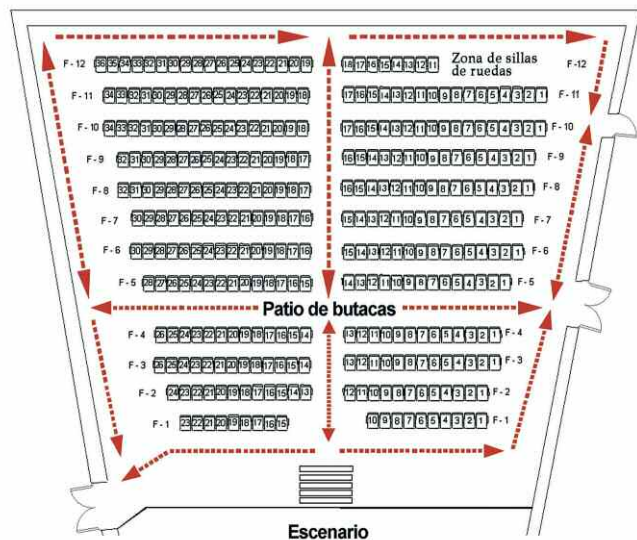 Zona de sillas
de ruedas
F-12 36 35 34 33 32 31 30 29 28 27 26 25 24 23 22 21 20 19 18 17 16 15 14 13 12 11 F-12
F-11 34 33 32 31 30 29 28 27 26 25 24 23 22 21 20 19 18 17 16 15 14 13 12 11 10 9 8 7 6 5 4 3 2 1 F-11
F-10 34 33 32 31 30 29 28 27 26 25 24 23 22 21 20 19 18 17 16 15 14 13 12 11 10 9 8 7 6 5 4 3 2 1 F-10
F-9 32 31 30 29 28 27 26 25 24 23 22 21 20 19 18 17 16 15 14 13 12 11 10 9 8 7 6 5 4 3 2 1 F-9
F-8 32 31 30 29 28 27 26 25 24 23 22 21 20 19 18 17 16 15 14 13 12 11 10 9 8 7 6 5 4 3 2 1 F-8
F-7 30 29 28 27 26 25 24 23 22 21 20 19 18 17 16 15 14 13 12 11 10 9 8 7 6 5 4 3 2 1 F-7
F-6 30 29 28 27 26 25 24 23 22 21 20 19 18 17 16 15 14 13 12 11 10 9 8 7 6 5 4 3 2 1 F-6
F-5 28 27 26 25 24 23 22 21 20 19 18 17 16 15 14 13 12 11 10 9 8 7 6 5 4 3 2 1 F-5
Patio de butacas
F-4 26 25 24 23 22 21 20 19 18 17 16 15 14 13 12 11 10 9 8 7 6 5 4 3 2 1 F-4
F-3 26 25 24 23 22 21 20 19 18 17 16 15 14 13 12 11 10 9 8 7 6 5 4 3 2 1 F-3
F-2 24 23 22 21 20 19 18 17 16 15 14 13 12 11 10 9 8 7 6 5 4 3 2 1 F-2
F-1 23 22 21 20 19 18 17 16 15 10 9 8 7 6 5 4 3 2 1 F-1
Escenario